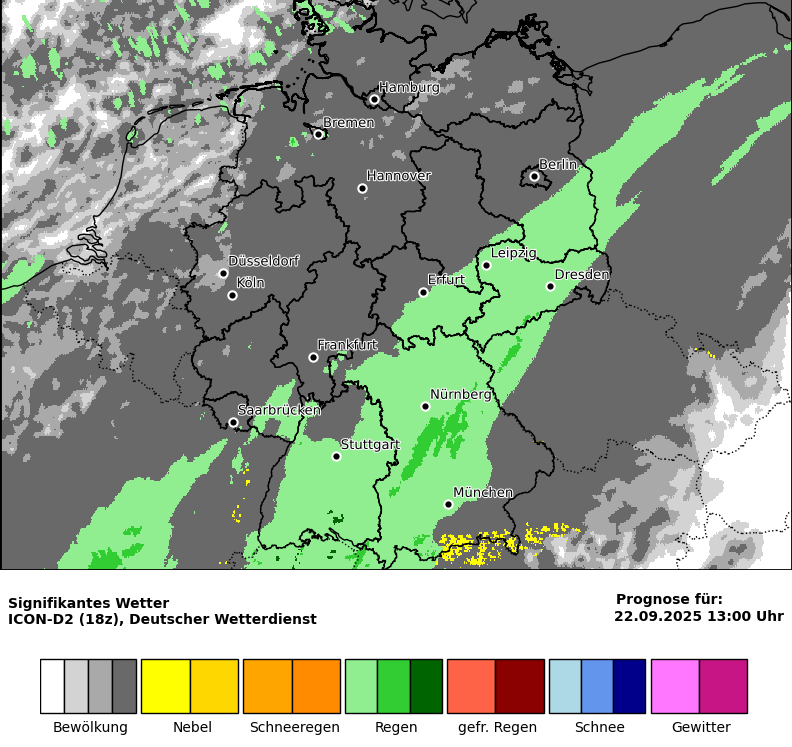 Hamburg
Bremen
Berlin
Hannover
Leipzig
Düsseldorf
Dresden
Köln
Erfurt
Frankfurt
Nürnberg
Saarbrücken
Stuttgart
München
Signifikantes Wetter
ICON-D2 (18z), Deutscher Wetterdienst
Prognose für:
22.09.2025 13:00 Uhr
Bewölkung
Nebel
Schneeregen
Regen
gefr. Regen
Schnee
Gewitter